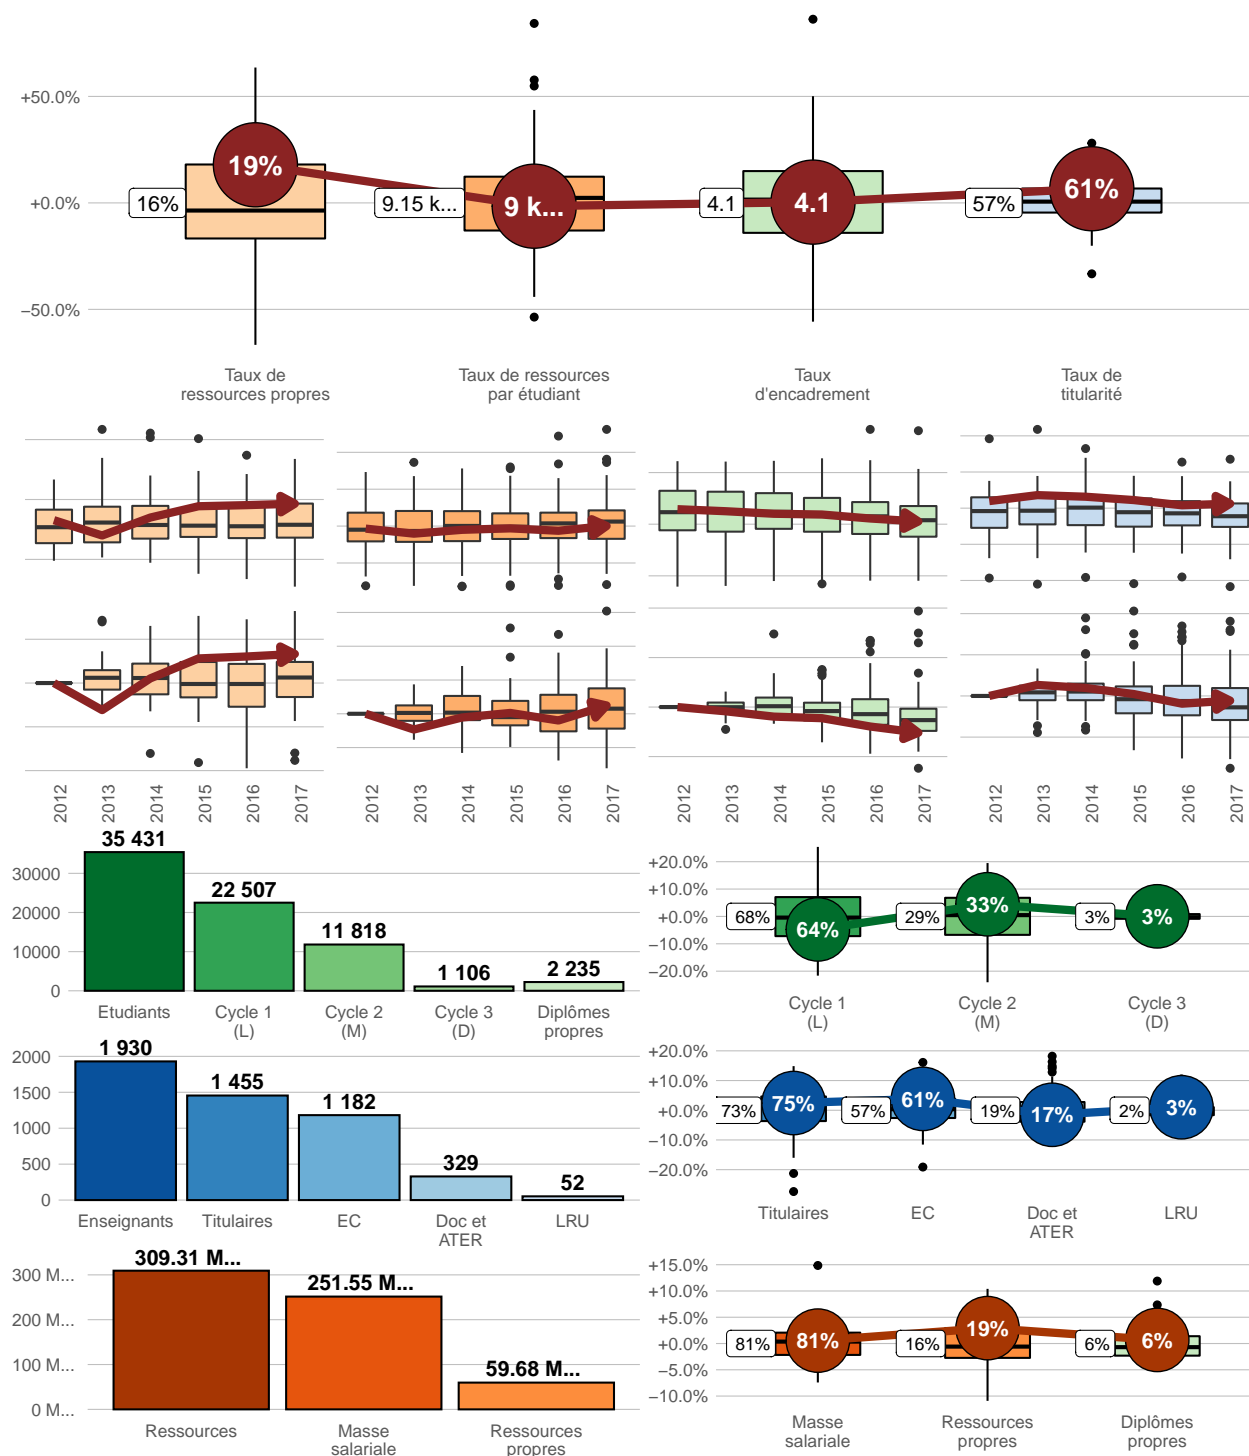 +50.0%
+0.0%
−50.0%
16%
19%
9.15 k...
9 k...
4.1
4.1
57%
61%
Taux de
ressources propres
Taux de ressources
par étudiant
Taux
d'encadrement
Taux de
titularité
2012 2013 2014 2015 2016 2017
2012 2013 2014 2015 2016 2017
2012 2013 2014 2015 2016 2017
2012 2013 2014 2015 2016 2017
35 431
22 507
11 818
1 106
2 235
30000
20000
10000
0
Etudiants
Cycle 1
(L)
Cycle 2
(M)
Cycle 3
(D)
Diplômes
propres
+20.0%
+10.0%
+0.0%
−10.0%
−20.0%
68%
64%
29%
33%
3%
3%
Cycle 1
(L)
Cycle 2
(M)
Cycle 3
(D)
1 930
1 455
1 182
329
52
2000
1500
1000
500
0
Enseignants
Titulaires
EC
Doc et
ATER
LRU
+20.0%
+10.0%
+0.0%
−10.0%
−20.0%
73%
75%
57%
61%
19%
17%
2%
3%
Titulaires
EC
Doc et
ATER
LRU
309.31 M...
251.55 M...
59.68 M...
300 M...
200 M...
100 M...
0 M...
Ressources
Masse
salariale
Ressources
propres
+15.0%
+10.0%
+5.0%
+0.0%
−5.0%
−10.0%
81%
81%
16%
19%
6%
6%
Masse
salariale
Ressources
propres
Diplômes
propres